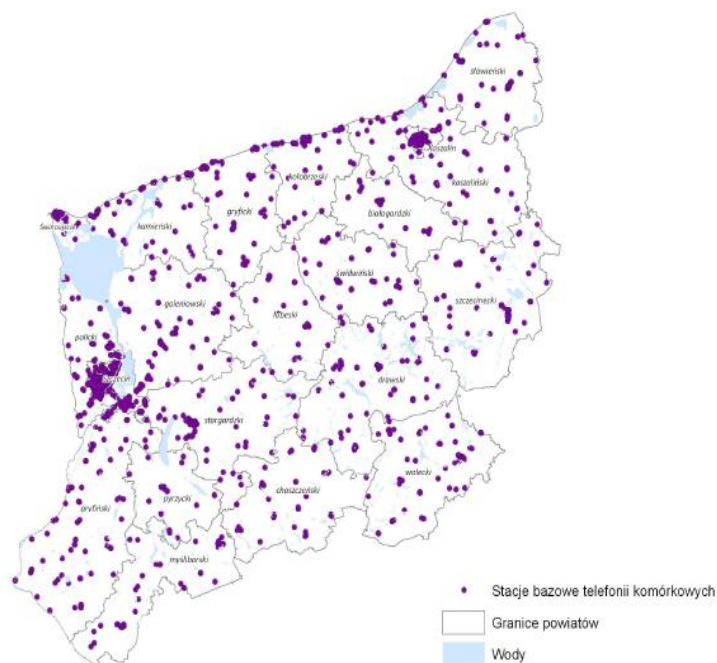 sławieński
Koszalin
kołobrzeski
koszaliński
gryficki
białogardzki
kamieński
Świnoujście
świdwiński
szczecinecki
goleniowski
łobeski
policki
drawski
Szczecin
stargardzki
wałecki
choszczeński
pyrzycki
gryfiński
myśliborski
Stacje bazowe telefonii komórkowych
Granice powiatów
Wody